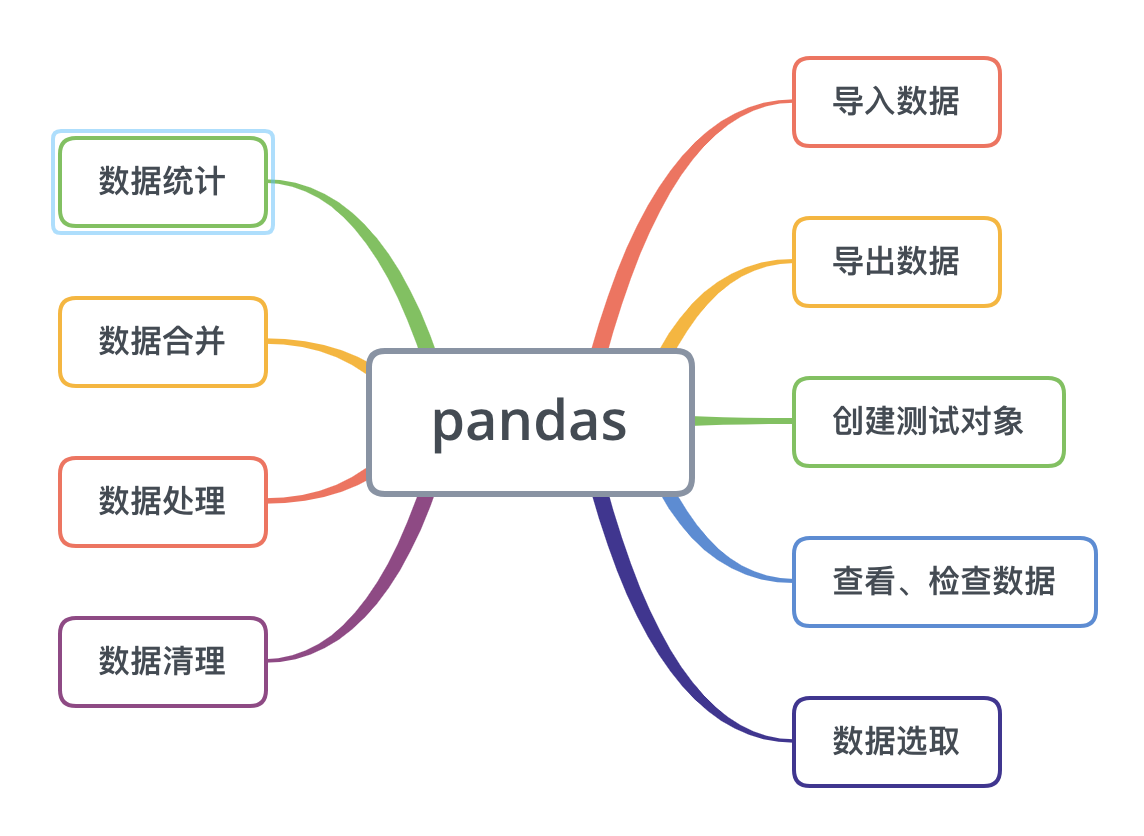 pandas
导入数据
导出数据
创建测试对象
查看、检查数据
数据选取
数据统计
数据合并
数据处理
数据清理